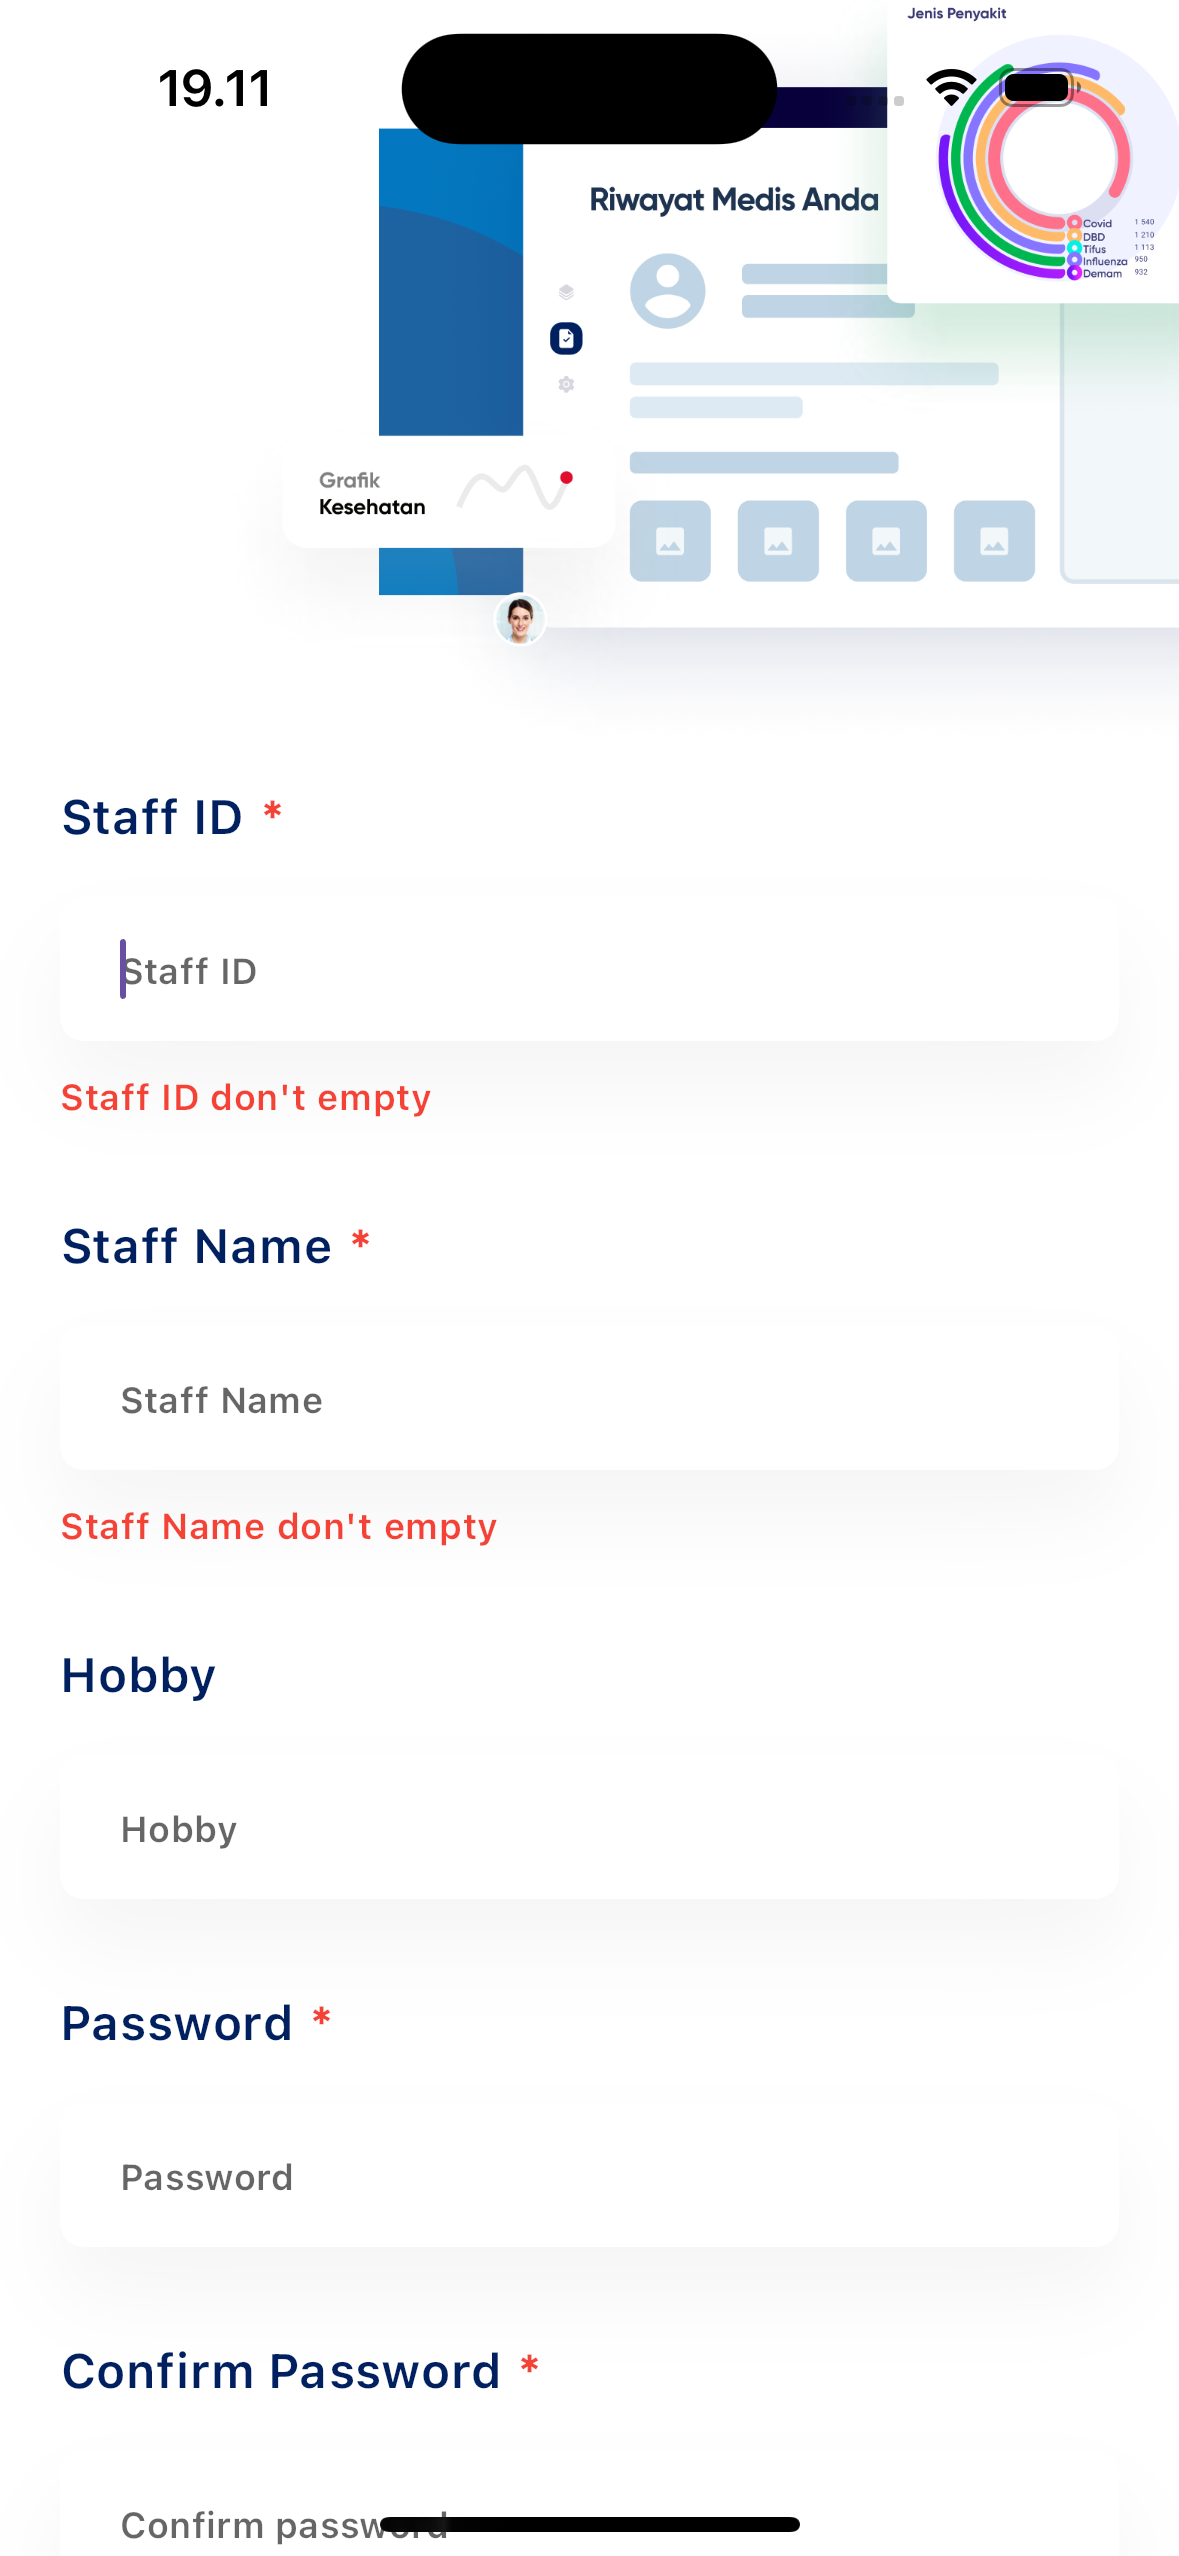 Jenis Penyakit
19.11
Riwayat Medis Anda
Covid 1 540
DBD 1 210
Tifus 1 113
Influenza 950
Demam 932
Grafik
Kesehatan
Staff ID *
Staff ID
Staff ID don't empty
Staff Name *
Staff Name
Staff Name don't empty
Hobby
Hobby
Password *
Password
Confirm Password *
Confirm password